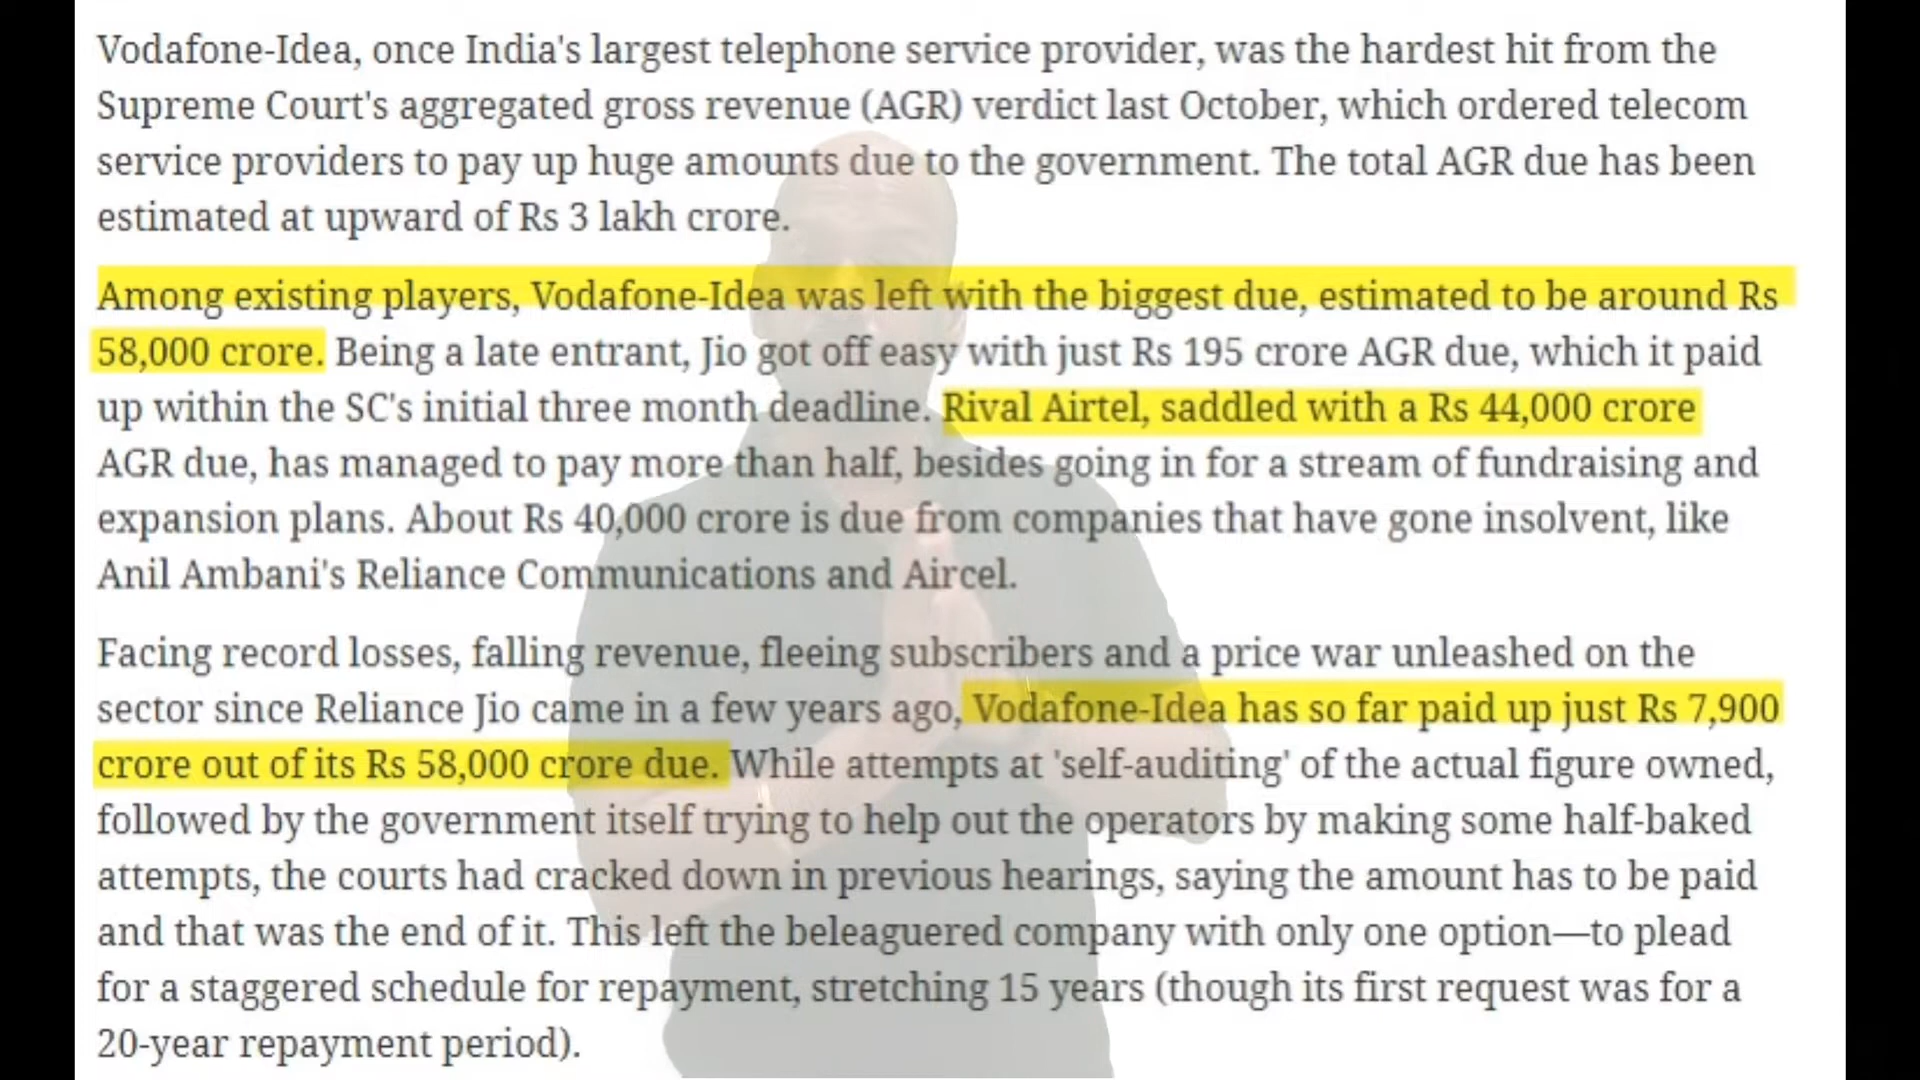 Vodafone-Idea, once India's largest telephone service provider, was the hardest hit from the
Supreme Court's aggregated gross revenue (AGR) verdict last October, which ordered telecom
service providers to pay up huge amounts due to the government. The total AGR due has been
estimated at upward of Rs 3 lakh crore.
Among existing players, Vodafone-Idea was left with the biggest due, estimated to be around Rs
58,000 crore. Being a late entrant, Jio got off easy with just Rs 195 crore AGR due, which it paid
up within the SC's initial three month deadline. Rival Airtel, saddled with a Rs 44,000 crore
AGR due, has managed to pay more than half, besides going in for a stream of fundraising and
expansion plans. About Rs 40,000 crore is due from companies that have gone insolvent, like
Anil Ambani's Reliance Communications and Aircel.
Facing record losses, falling revenue, fleeing subscribers and a price war unleashed on the
sector since Reliance Jio came in a few years ago, Vodafone-Idea has so far paid up just Rs 7,900
crore out of its Rs 58,000 crore due. While attempts at 'self-auditing' of the actual figure owned,
followed by the government itself trying to help out the operators by making some half-baked
attempts, the courts had cracked down in previous hearings, saying the amount has to be paid
and that was the end of it. This left the beleaguered company with only one option—to plead
for a staggered schedule for repayment, stretching 15 years (though its first request was for a
20-year repayment period).